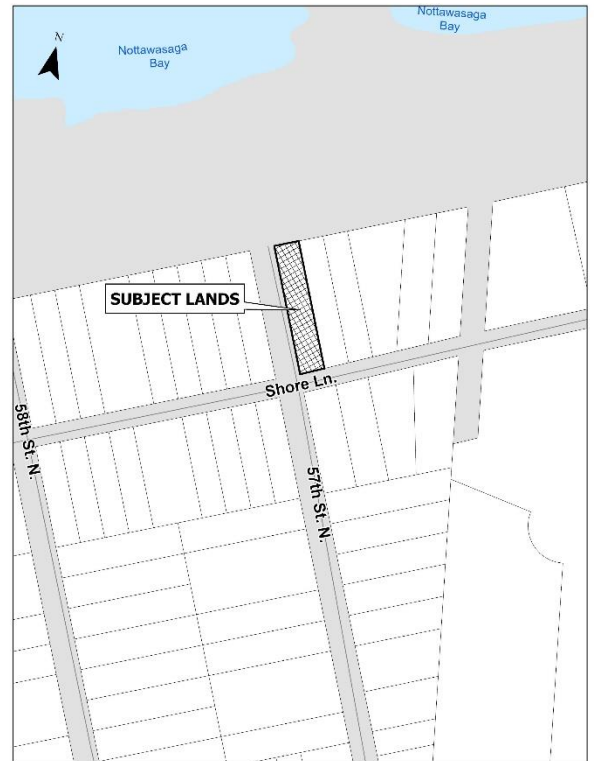 Nottawasaga
Bay
N
Nottawasaga
Bay
SUBJECT LANDS
Shore Ln.
58th St. N.
57th St. N.